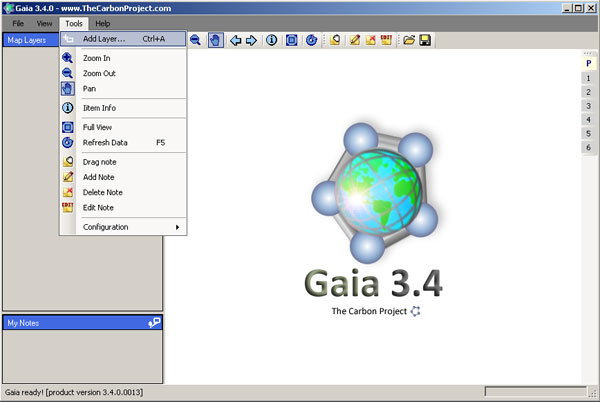 Gaia 3.4.0 - www.TheCarbonProject.com
File View Tools Help
Map Layers
Add Layer... Ctrl+A
Zoom In
Zoom Out
Pan
Iitem Info
Full View
Refresh Data F5
Drag note
Add Note
Delete Note
EDIT Edit Note
Configuration
EDIT
P
1
2
3
4
5
6
Gaia 3.4
The Carbon Project
My Notes
Gaia ready! [product version 3.4.0.0013]